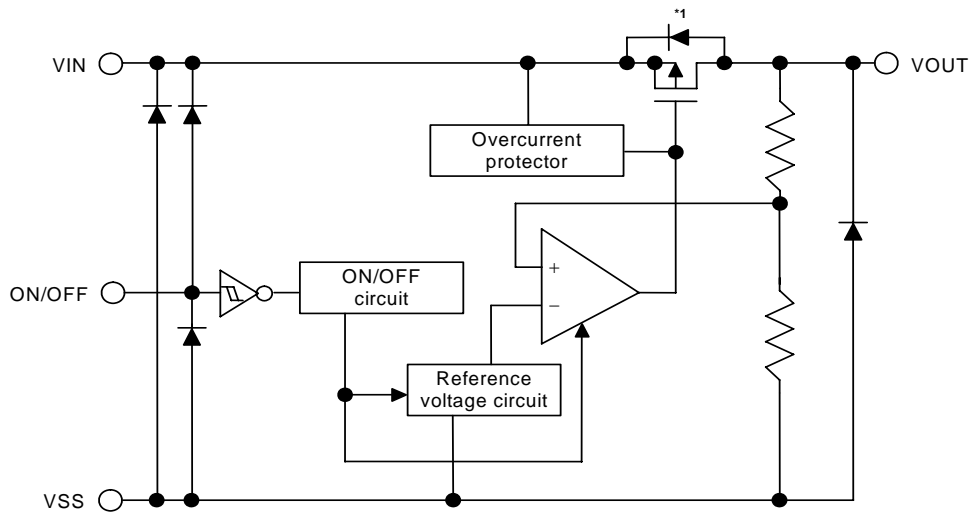 *1
VIN
VOUT
Overcurrent
protector
ON/OFF
ON/OFF
circuit
+
−
Reference
voltage circuit
VSS